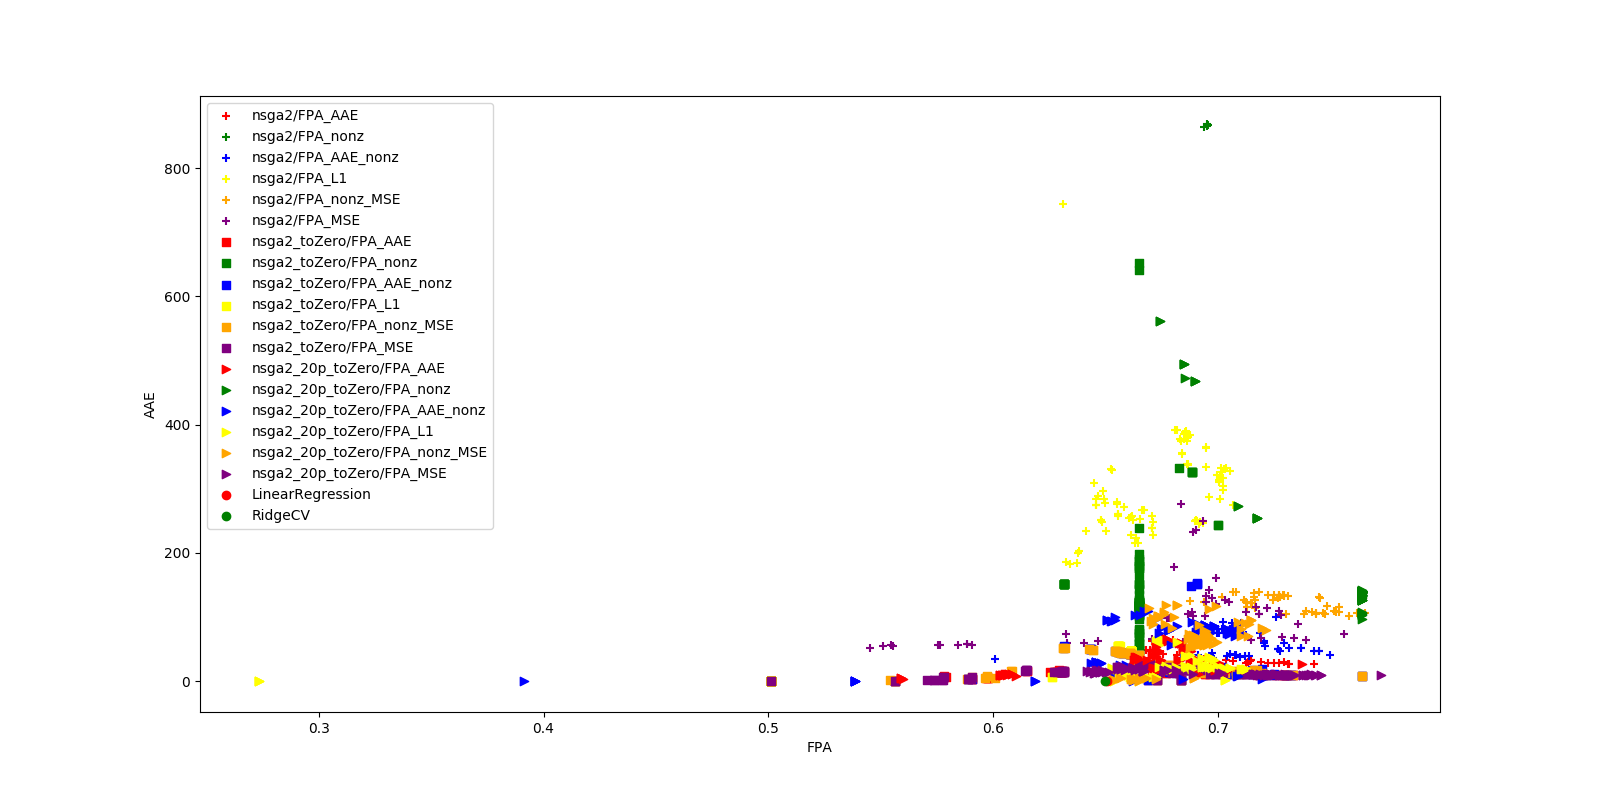 nsga2/FPA_AAE
nsga2/FPA_nonz
nsga2/FPA_AAE_nonz
nsga2/FPA_L1
nsga2/FPA_nonz_MSE
nsga2/FPA_MSE
nsga2_toZero/FPA_AAE
nsga2_toZero/FPA_nonz
nsga2_toZero/FPA_AAE_nonz
nsga2_toZero/FPA_L1
nsga2_toZero/FPA_nonz_MSE
nsga2_toZero/FPA_MSE
nsga2_20p_toZero/FPA_AAE
nsga2_20p_toZero/FPA_nonz
nsga2_20p_toZero/FPA_AAE_nonz
nsga2_20p_toZero/FPA_L1
nsga2_20p_toZero/FPA_nonz_MSE
nsga2_20p_toZero/FPA_MSE
LinearRegression
RidgeCV
800
600
400
200
0
AAE
0.3 0.4 0.5 0.6 0.7
FPA